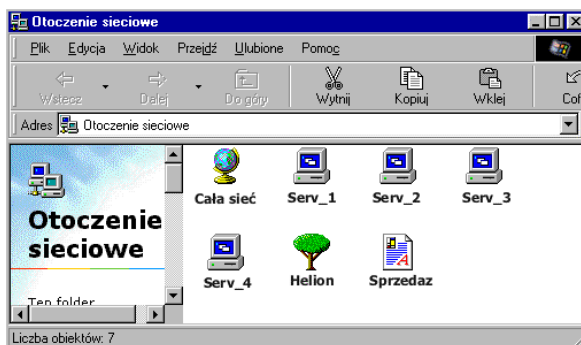 Otoczenie sieciowe
Plik Edycja Widok Przejdź Ulubione Pomoc
Wstecz Dalej Do góry Wytnij Kopiuj Wklej Cof
Adres Otoczenie sieciowe
Otoczenie
sieciowe
Ten folder
Cała sieć Serv_1 Serv_2 Serv_3
Serv_4 Helion Sprzedaz
Liczba obiektów: 7